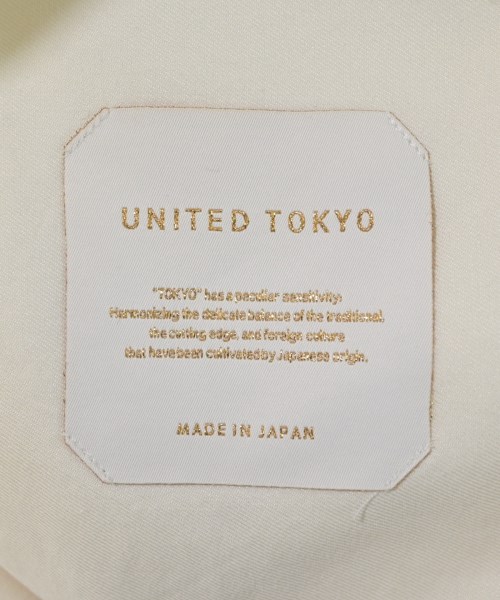 UNITED TOKYO
"TOKYO" has a peculiar sensitivity:
Harmonizing the delicate balance of the traditional,
the cutting edge, and foreign culture
that have been cultivated by Japanese origin.
MADE IN JAPAN